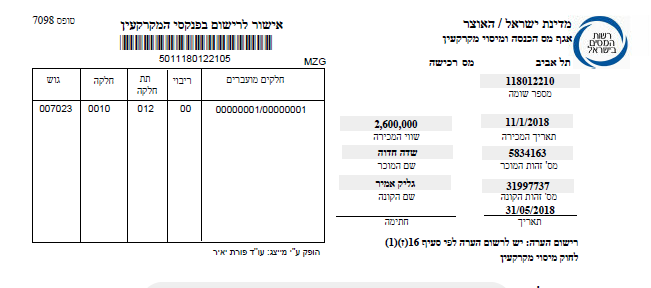 מדינת ישראל / האוצר
אגף מס הכנסה ומיסוי מקרקעין
רשות המסים בישראל
תל אביב מס רכישה
118012210
מספר שומה
11/1/2018 2,600,000
תאריך המכירה שווי המכירה
5834163 שדה חדוה
מס' זהות המוכר שם המוכר
31997737 גליק אמיר
מס' זהות הקונה שם הקונה
31/05/2018
תאריך חתימה
רישום הערה: יש לרשום הערה לפי סעיף 16(ז)(1)
לחוק מיסוי מקרקעין
טופס 7098
אישור לרישום בפנקסי המקרקעין
5011180122105
MZG
חלקים מועברים ריבוי תת חלקה חלקה גוש
00000001/00000001 00 012 0010 007023
הופק ע"י מייצג: עו"ד פורת יאיר